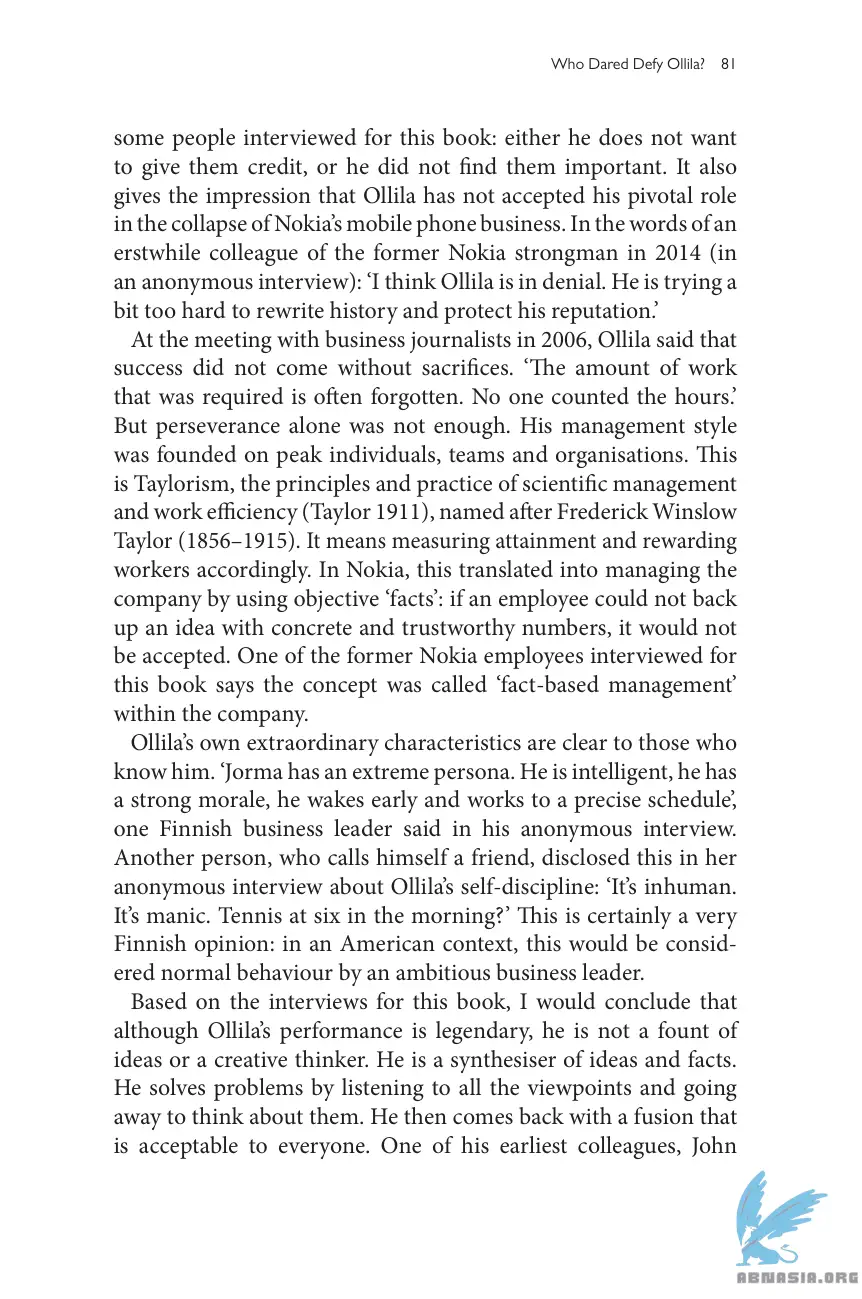 Who Dared Defy Ollila? 81
some people interviewed for this book: either he does not want
to give them credit, or he did not find them important. It also
gives the impression that Ollila has not accepted his pivotal role
in the collapse of Nokia’s mobile phone business. In the words of an
erstwhile colleague of the former Nokia strongman in 2014 (in
an anonymous interview): ‘I think Ollila is in denial. He is trying a
bit too hard to rewrite history and protect his reputation.’
At the meeting with business journalists in 2006, Ollila said that
success did not come without sacrifices. ‘The amount of work
that was required is often forgotten. No one counted the hours.’
But perseverance alone was not enough. His management style
was founded on peak individuals, teams and organisations. This
is Taylorism, the principles and practice of scientific management
and work efficiency (Taylor 1911), named after Frederick Winslow
Taylor (1856–1915). It means measuring attainment and rewarding
workers accordingly. In Nokia, this translated into managing the
company by using objective ‘facts’: if an employee could not back
up an idea with concrete and trustworthy numbers, it would not
be accepted. One of the former Nokia employees interviewed for
this book says the concept was called ‘fact-based management’
within the company.
Ollila’s own extraordinary characteristics are clear to those who
know him. ‘Jorma has an extreme persona. He is intelligent, he has
a strong morale, he wakes early and works to a precise schedule’,
one Finnish business leader said in his anonymous interview.
Another person, who calls himself a friend, disclosed this in her
anonymous interview about Ollila’s self-discipline: ‘It’s inhuman.
It’s manic. Tennis at six in the morning?’ This is certainly a very
Finnish opinion: in an American context, this would be consid-
ered normal behaviour by an ambitious business leader.
Based on the interviews for this book, I would conclude that
although Ollila’s performance is legendary, he is not a fount of
ideas or a creative thinker. He is a synthesiser of ideas and facts.
He solves problems by listening to all the viewpoints and going
away to think about them. He then comes back with a fusion that
is acceptable to everyone. One of his earliest colleagues, John
ABNASIA.ORG